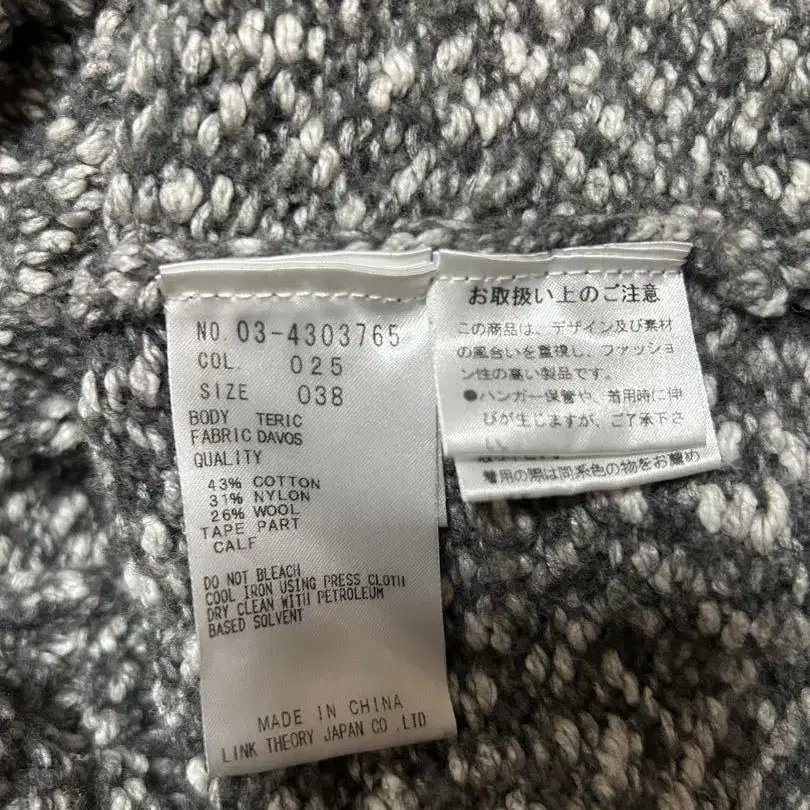 NO. 03-4303765
COL. 025
SIZE 038
BODY TERIC
FABRIC DAVOS
QUALITY
43% COTTON
31% NYLON
26% WOOL
TAPE PART
CALF
DO NOT BLEACH
COOL IRON USING PRESS CLOTH
DRY CLEAN WITH PETROLEUM
BASED SOLVENT
MADE IN CHINA
LINK THEORY JAPAN CO.,LTD
お取扱い上のご注意
この商品は、デザイン及び素材
の風合いを重視し、ファッショ
ン性の高い製品です。
●ハンガー保管や、着用時に伸
びが生じますが、ご了承下さ
い。
着用の際は同系色の物をお薦め